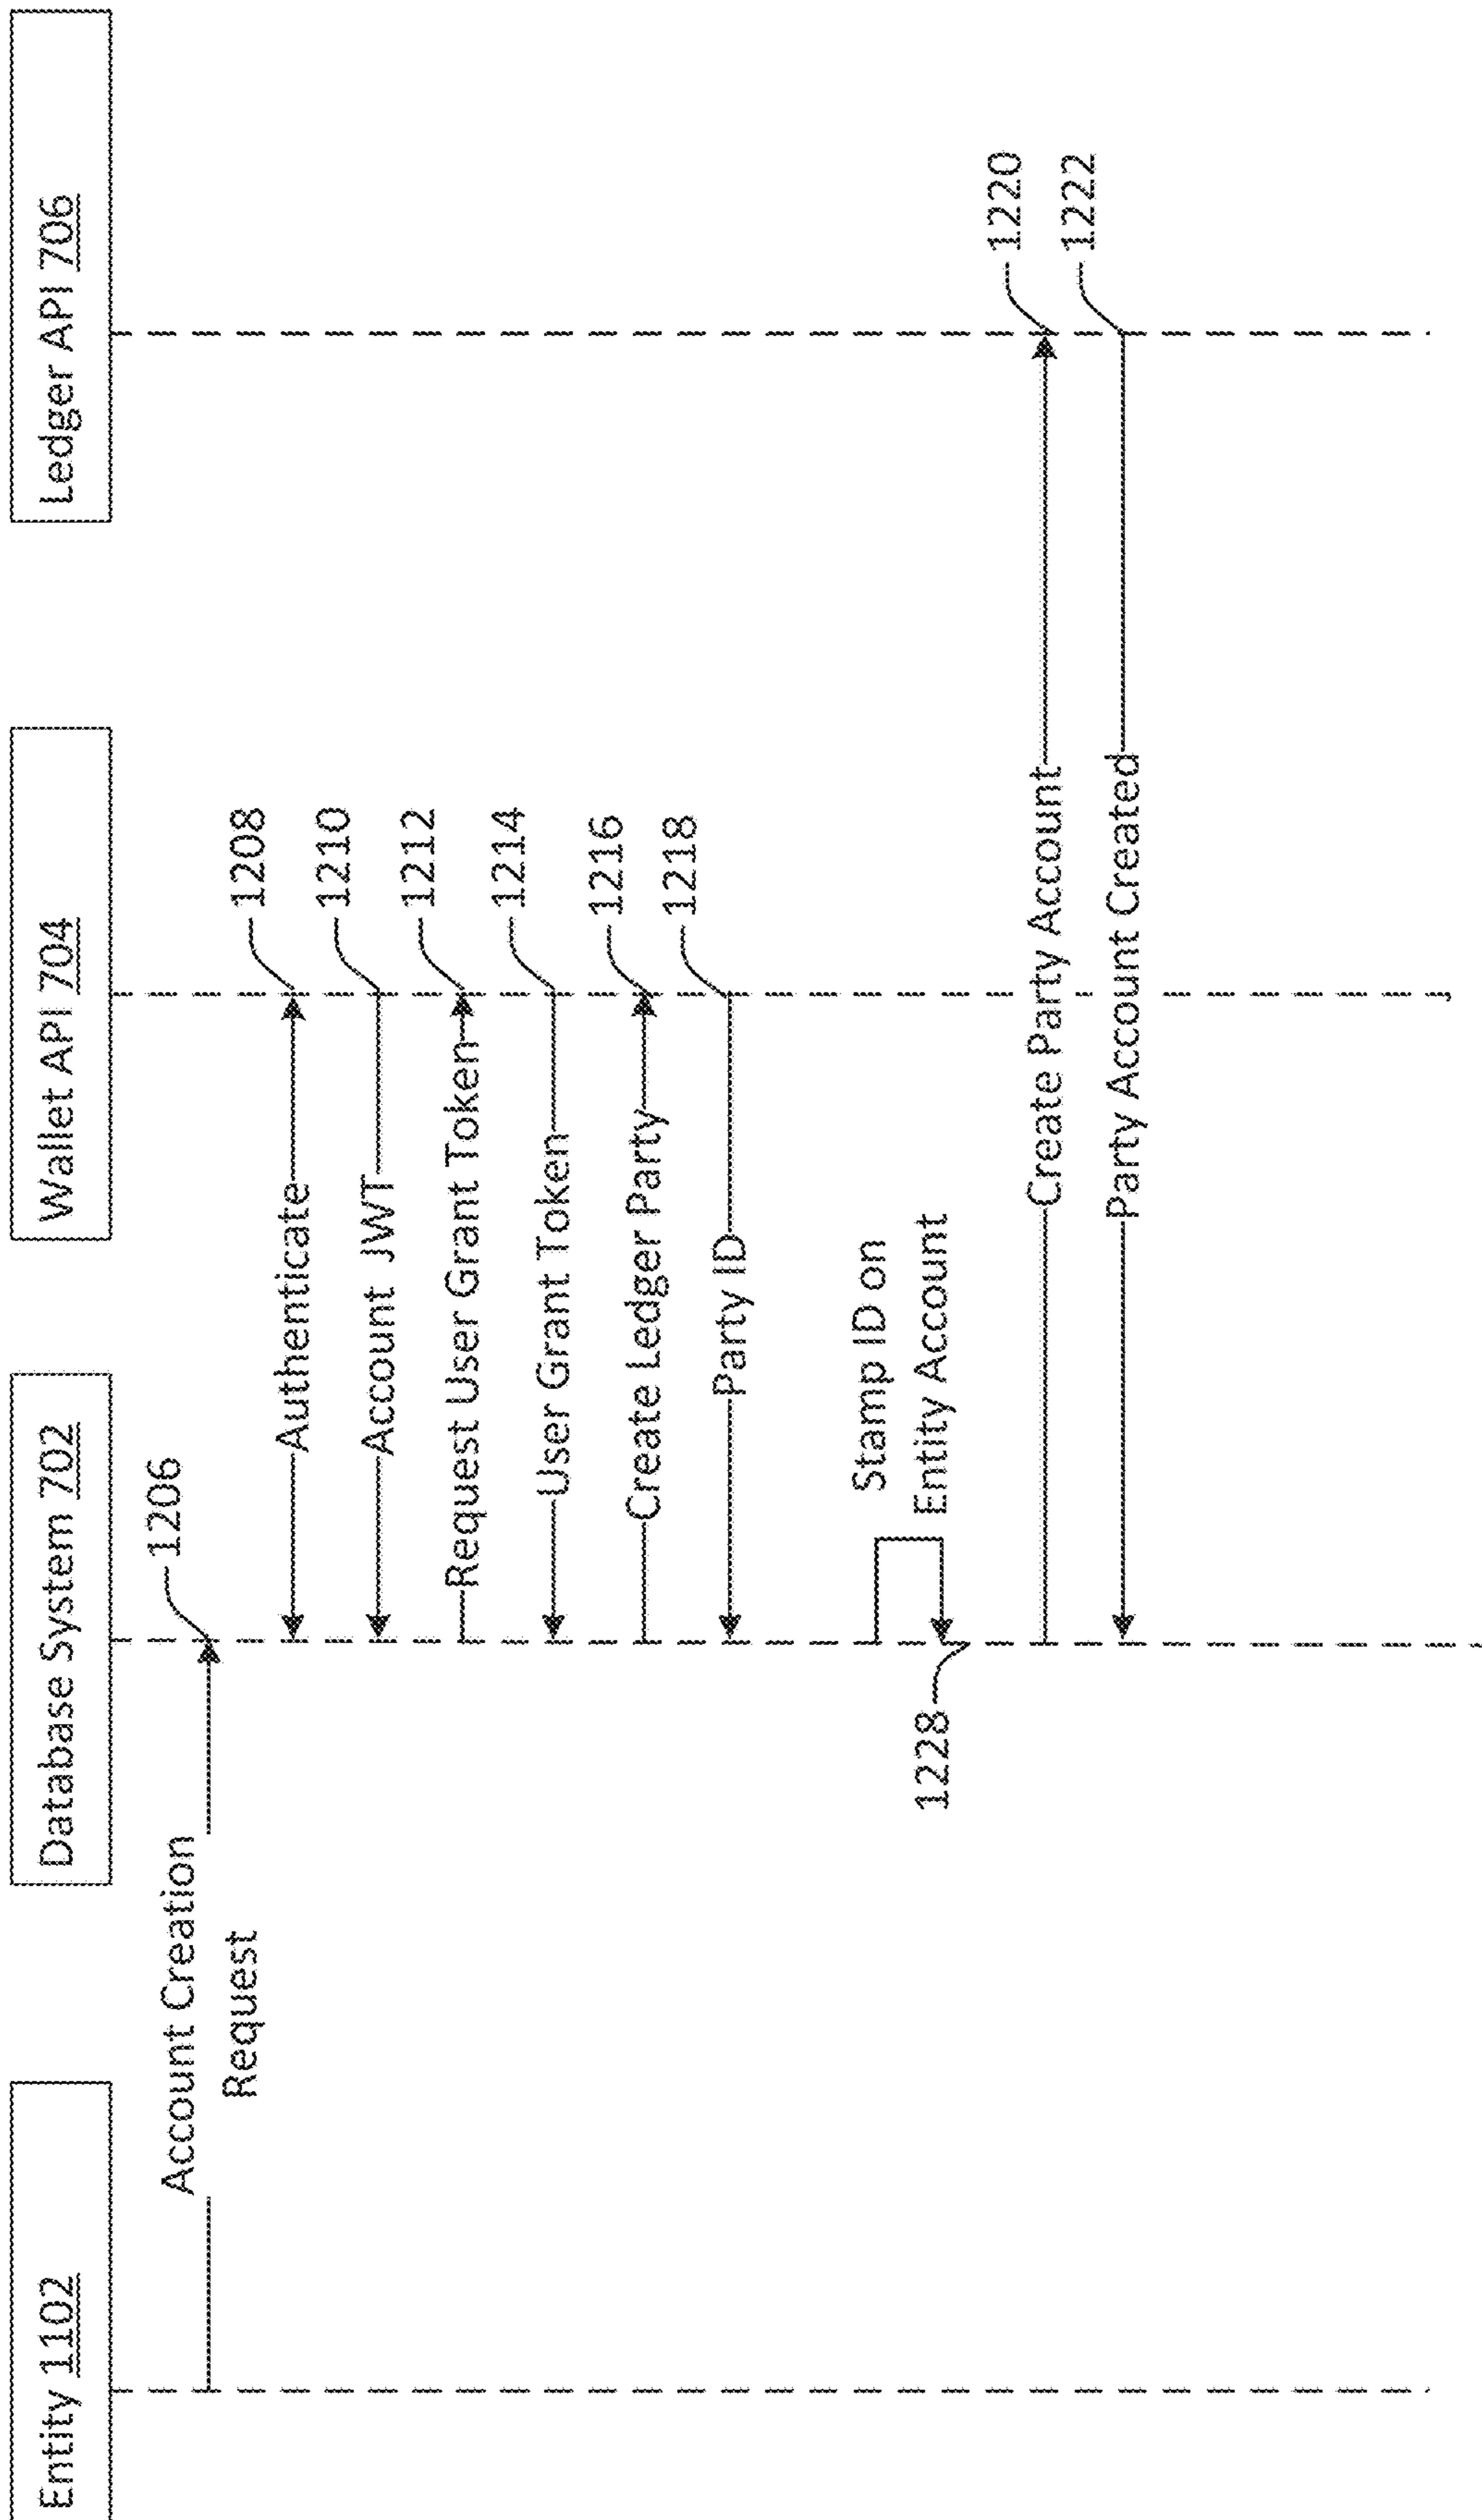 Entity 1102
Database System 702
Wallet API 704
Ledger API 706
Account Creation
Request
1206
Authenticate
1208
Account JWT
1210
Request User Grant Token
1212
User Grant Token
1214
Create Ledger Party
1216
Party ID
1218
Stamp ID on
Entity Account
1228
Create Party Account
1220
Party Account Created
1222